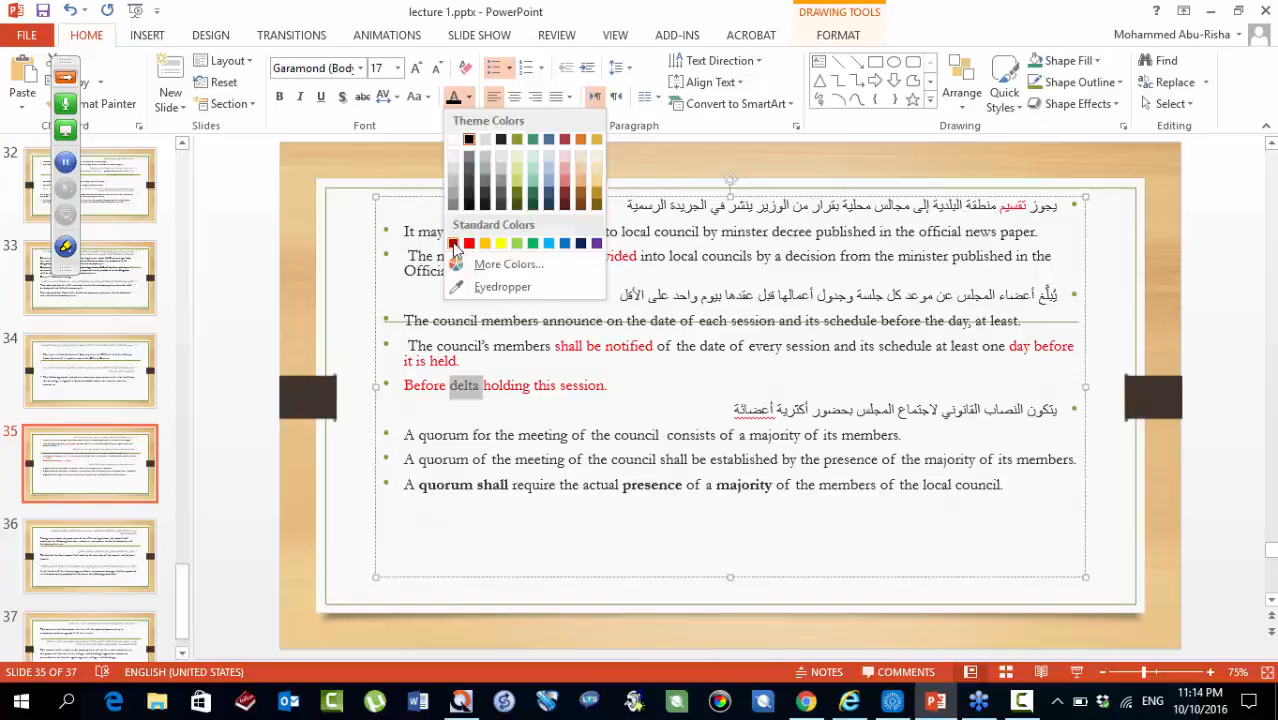 lecture 1.pptx - PowerPoint
DRAWING TOOLS
FILE HOME INSERT DESIGN TRANSITIONS ANIMATIONS SLIDE SHOW REVIEW VIEW ADD-INS ACROBAT FORMAT
Mohammed Abu-Risha
Paste
Format Painter
New Slide
Layout
Reset
Section
Slides
Garamond (Body 17
Font
Text Direction
Align Text
Convert to SmartArt
Paragraph
Arrange
Quick Styles
Shape Fill
Shape Outline
Shape Effects
Drawing
Find
Replace
Select
Editing
Theme Colors
Standard Colors
More Colors...
Eyedropper
32
33
34
35
36
37
يجوز تقسيم منطقة البلدية إلى مجالس محلية بقرار من الوزير ينشر في الجريدة الرسمية
It may to local council by minster decree published in the official news paper.
The m vided into local councils by a decision from the minister published in the
Officia
يُبلَّغ أعضاء المجلس عن موعد كل جلسة وجدول أعمالها قبل عقدها بيوم واحد على الأقل
The council members announce on the date of each session and its schedule before the day, at least.
The council's members shall be notified of the date of every session and its schedule at least one day before
it is held.
Before delta holding this session.
يتكون النصاب القانوني لاجتماع المجلس بحضور أكثرية أعضائة
A quorum for the meeting of the council consists of a majority of its members.
A quorum of the meeting of the council shall be established by the presence of the majority of its members.
A quorum shall require the actual presence of a majority of the members of the local council.
SLIDE 35 OF 37 ENGLISH (UNITED STATES) NOTES COMMENTS 75%
ENG
11:14 PM
10/10/2016